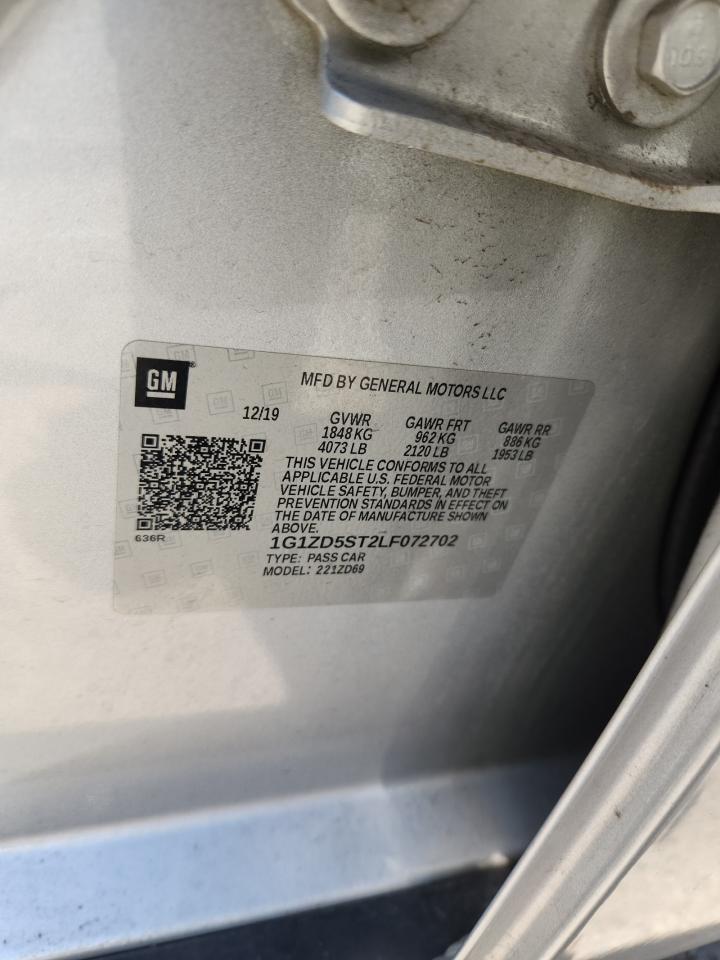 106
GM
MFD BY GENERAL MOTORS LLC
12/19
GVWR GAWR FRT GAWR RR
1848 KG 962 KG 886 KG
4073 LB 2120 LB 1953 LB
THIS VEHICLE CONFORMS TO ALL
APPLICABLE U.S. FEDERAL MOTOR
VEHICLE SAFETY, BUMPER, AND THEFT
PREVENTION STANDARDS IN EFFECT ON
THE DATE OF MANUFACTURE SHOWN
ABOVE.
636R
1G1ZD5ST2LF072702
TYPE: PASS CAR
MODEL: 221ZD69